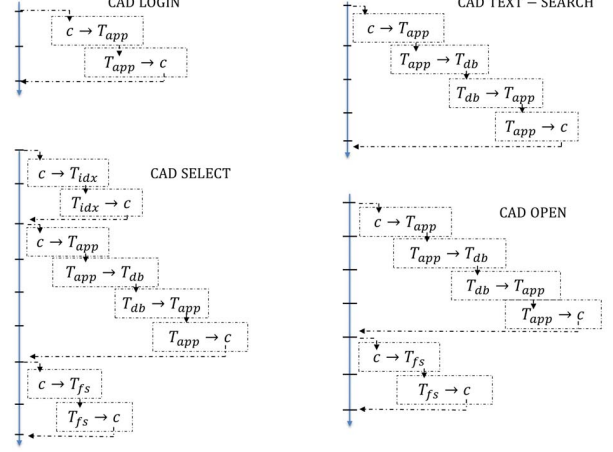 CAD LOGIN
c → T_app
T_app → c
CAD TEXT – SEARCH
c → T_app
T_app → T_db
T_db → T_app
T_app → c
CAD SELECT
c → T_idx
T_idx → c
c → T_app
T_app → T_db
T_db → T_app
T_app → c
c → T_fs
T_fs → c
CAD OPEN
c → T_app
T_app → T_db
T_db → T_app
T_app → c
c → T_fs
T_fs → c